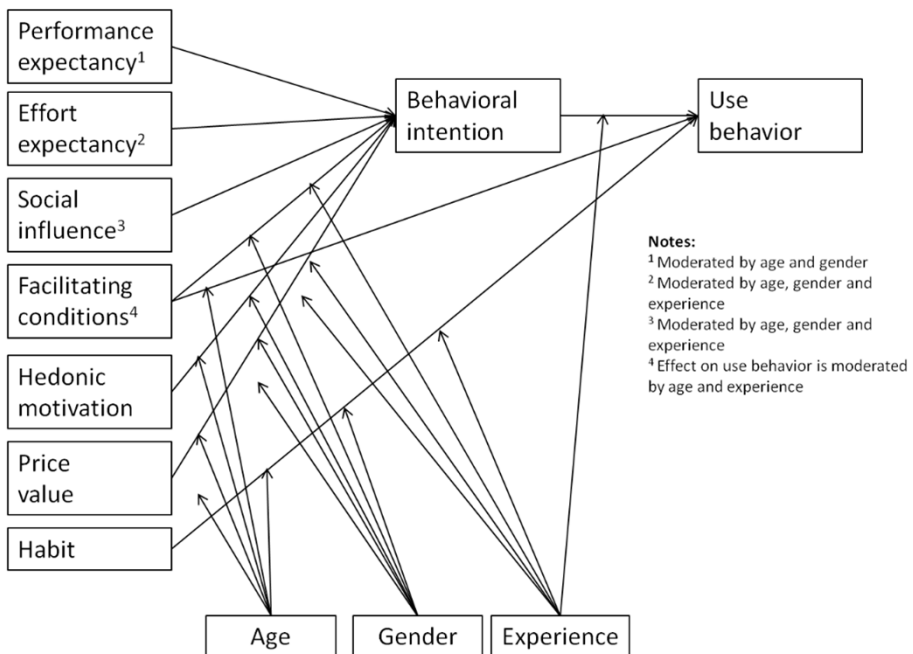 Performance
expectancy¹
Effort
expectancy²
Social
influence³
Facilitating
conditions⁴
Hedonic
motivation
Price
value
Habit
Behavioral
intention
Use
behavior
Notes:
¹ Moderated by age and gender
² Moderated by age, gender and
experience
³ Moderated by age, gender and
experience
⁴ Effect on use behavior is moderated
by age and experience
Age
Gender
Experience